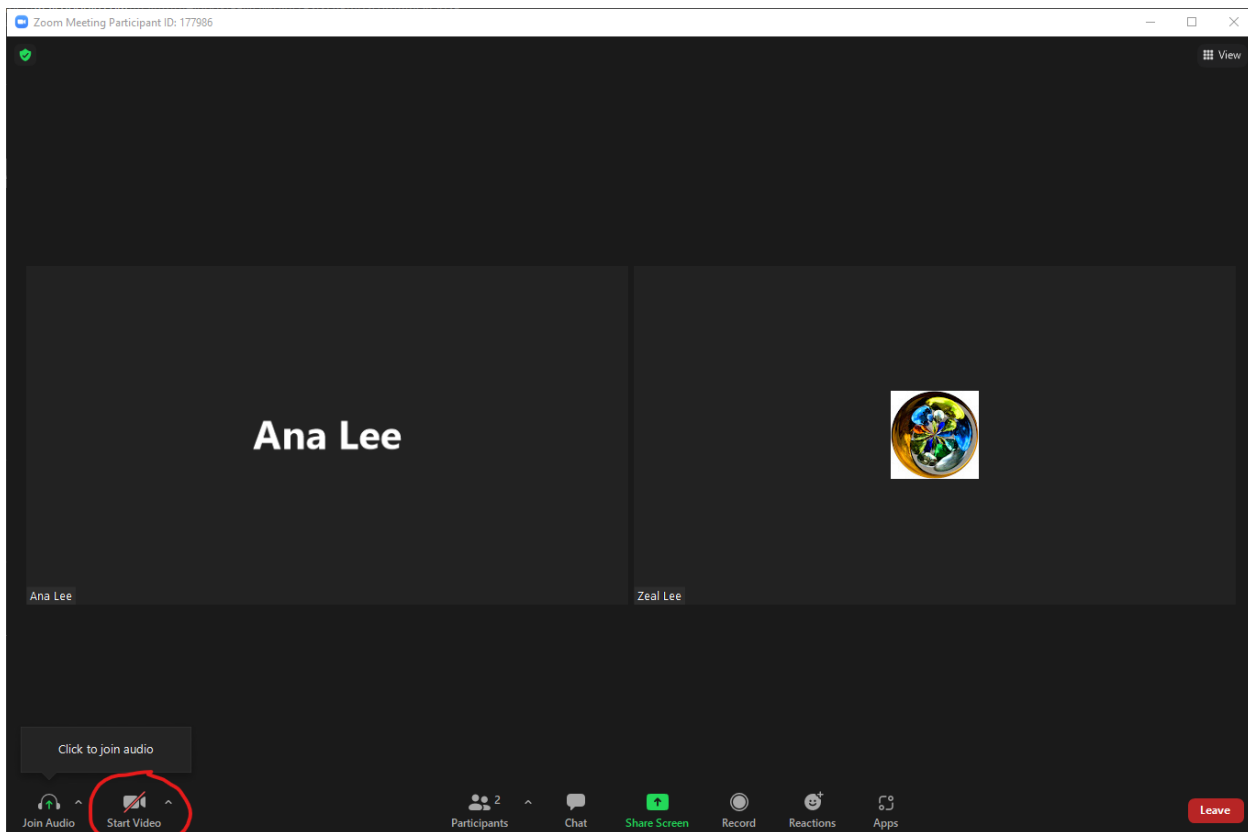 Zoom Meeting Participant ID: 177986
View
Ana Lee
Ana Lee
Zeal Lee
Click to join audio
Join Audio
Start Video
2
Participants
Chat
Share Screen
Record
Reactions
Apps
Leave